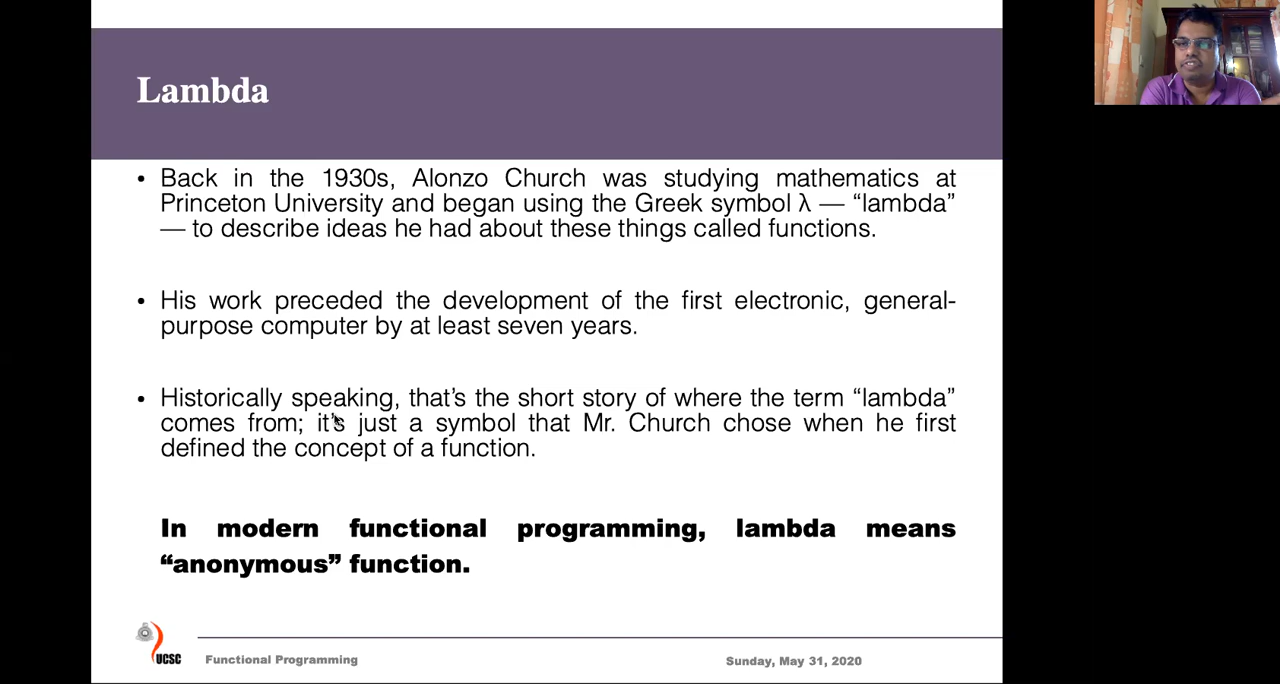 Lambda
• Back in the 1930s, Alonzo Church was studying mathematics at
Princeton University and began using the Greek symbol λ — “lambda”
— to describe ideas he had about these things called functions.
• His work preceded the development of the first electronic, general-
purpose computer by at least seven years.
• Historically speaking, that’s the short story of where the term “lambda”
comes from; it’s just a symbol that Mr. Church chose when he first
defined the concept of a function.
In modern functional programming, lambda means
“anonymous” function.
UCSC
Functional Programming
Sunday, May 31, 2020